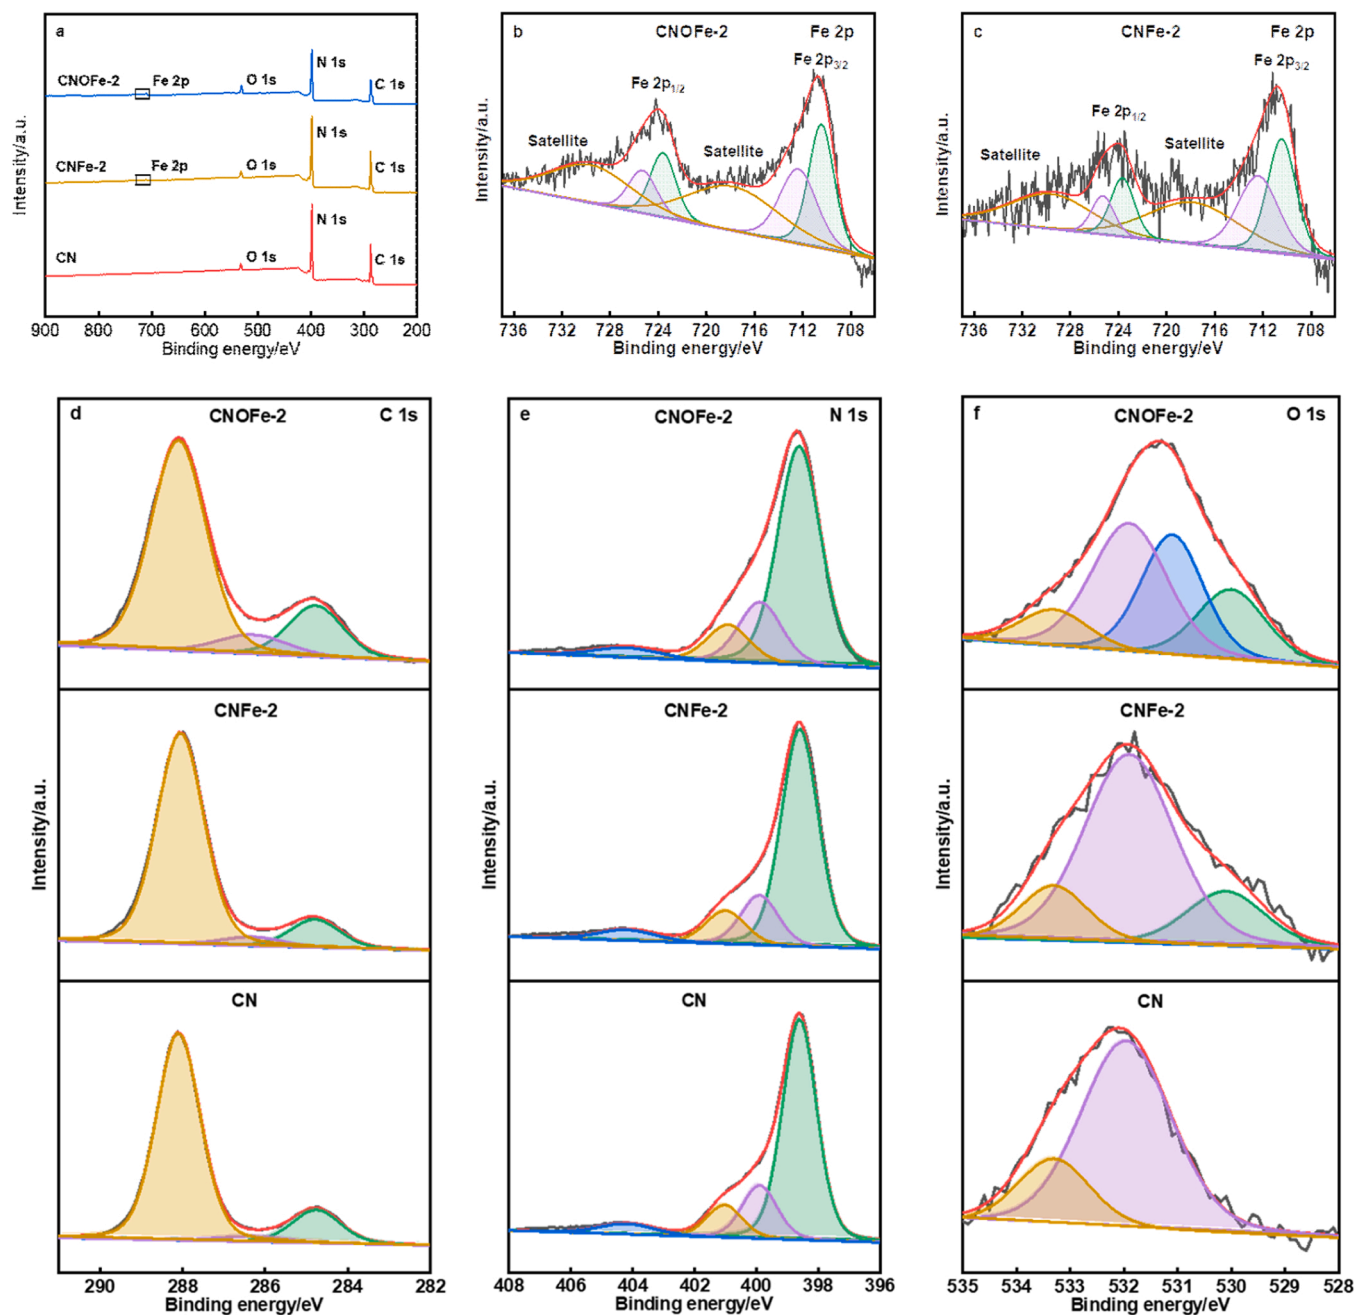 a
CNOFe-2
Fe 2p
O 1s
N 1s
C 1s
CNFe-2
Fe 2p
O 1s
N 1s
C 1s
CN
O 1s
N 1s
C 1s
Intensity/a.u.
900 800 700 600 500 400 300 200
Binding energy/eV
b
CNOFe-2
Fe 2p
Fe 2p3/2
Fe 2p1/2
Satellite
Satellite
Intensity/a.u.
736 732 728 724 720 716 712 708
Binding energy/eV
c
CNFe-2
Fe 2p
Fe 2p3/2
Fe 2p1/2
Satellite
Satellite
Intensity/a.u.
736 732 728 724 720 716 712 708
Binding energy/eV
d
CNOFe-2
C 1s
CNFe-2
CN
Intensity/a.u.
290 288 286 284 282
Binding energy/eV
e
CNOFe-2
N 1s
CNFe-2
CN
Intensity/a.u.
408 406 404 402 400 398 396
Binding energy/eV
f
CNOFe-2
O 1s
CNFe-2
CN
Intensity/a.u.
535 534 533 532 531 530 529 528
Binding energy/eV